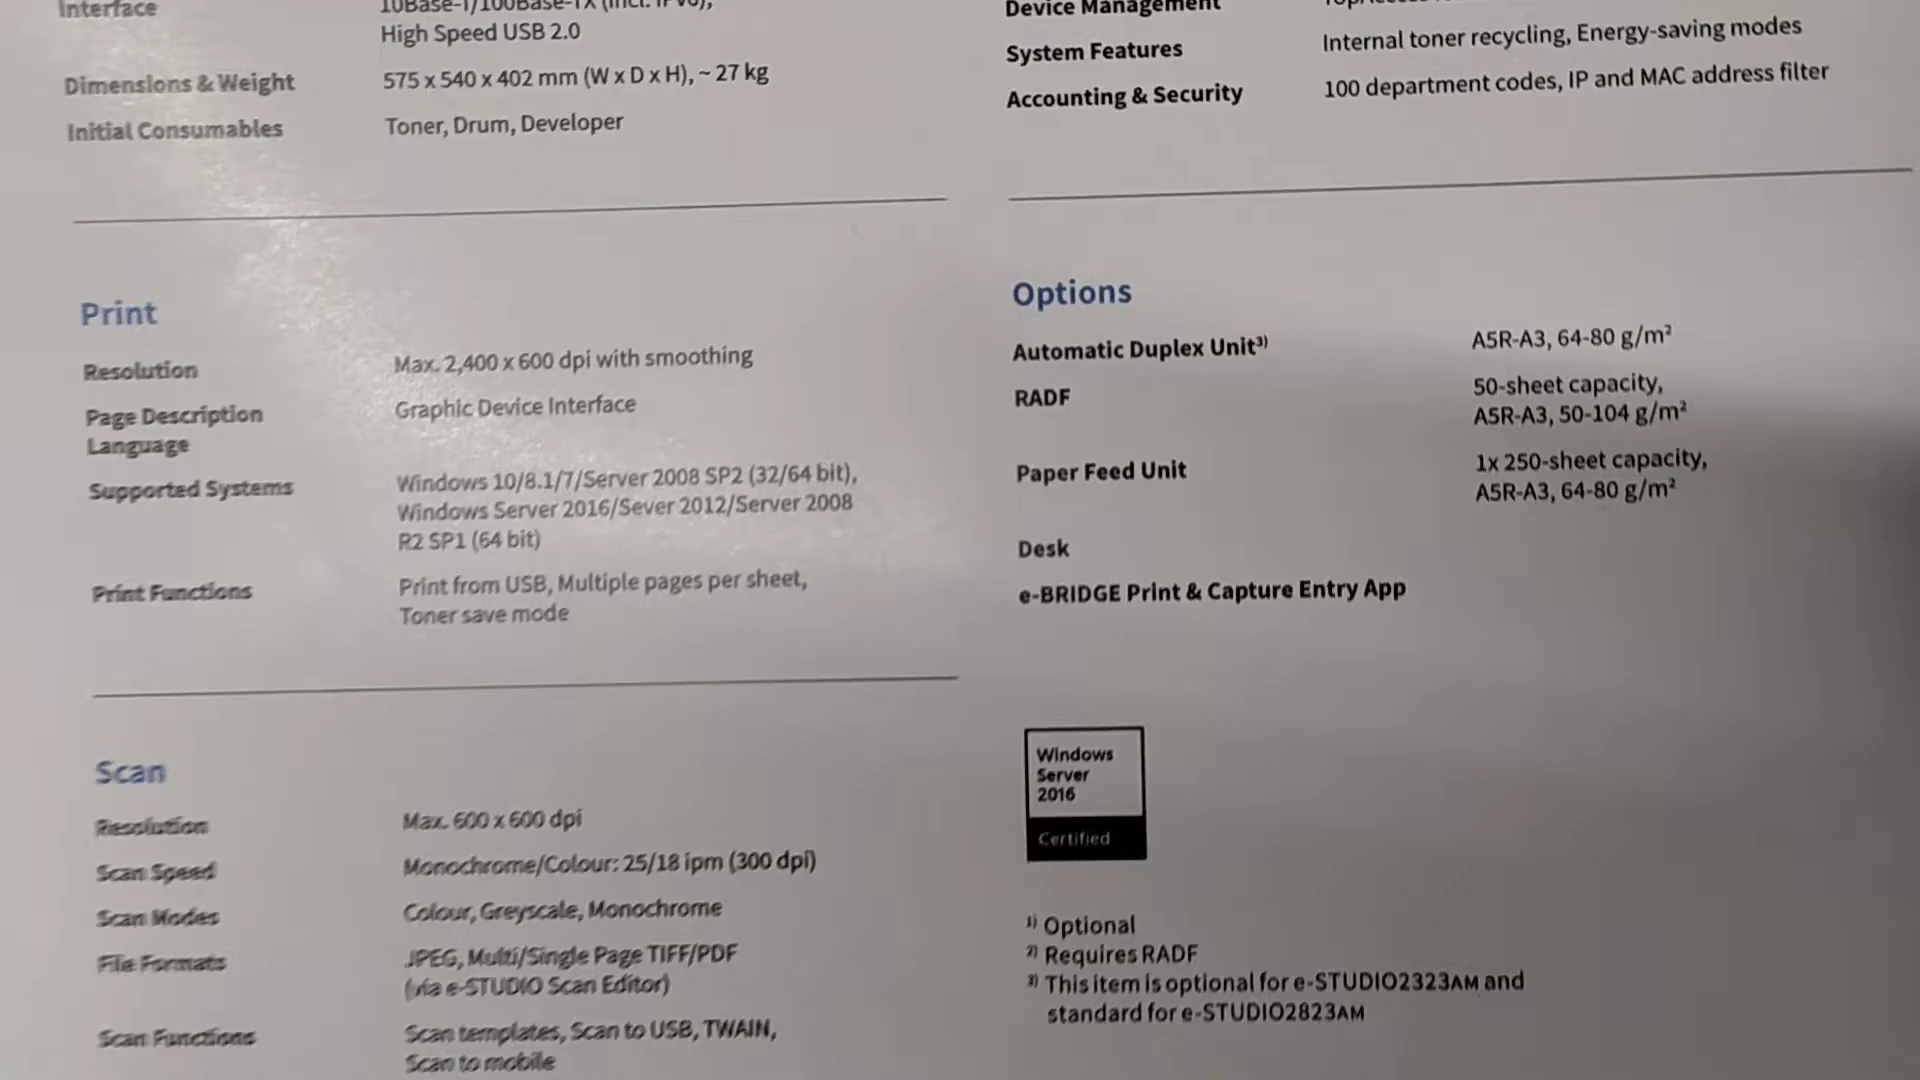 Interface
10Base-T/100Base-TX (incl. IPv6),
High Speed USB 2.0
Dimensions & Weight
575 x 540 x 402 mm (W x D x H), ~ 27 kg
Initial Consumables
Toner, Drum, Developer
Print
Resolution
Max. 2,400 x 600 dpi with smoothing
Page Description
Language
Graphic Device Interface
Supported Systems
Windows 10/8.1/7/Server 2008 SP2 (32/64 bit),
Windows Server 2016/Sever 2012/Server 2008
R2 SP1 (64 bit)
Print Functions
Print from USB, Multiple pages per sheet,
Toner save mode
Scan
Resolution
Max. 600 x 600 dpi
Scan Speed
Monochrome/Colour: 25/18 ipm (300 dpi)
Scan Modes
Colour, Greyscale, Monochrome
File Formats
JPEG, Multi/Single Page TIFF/PDF
(via e-STUDIO Scan Editor)
Scan Functions
Scan templates, Scan to USB, TWAIN,
Scan to mobile
Device Management
System Features
Internal toner recycling, Energy-saving modes
Accounting & Security
100 department codes, IP and MAC address filter
Options
Automatic Duplex Unit³⁾
A5R-A3, 64-80 g/m²
RADF
50-sheet capacity,
A5R-A3, 50-104 g/m²
Paper Feed Unit
1x 250-sheet capacity,
A5R-A3, 64-80 g/m²
Desk
e-BRIDGE Print & Capture Entry App
Windows
Server
2016
Certified
¹⁾ Optional
²⁾ Requires RADF
³⁾ This item is optional for e-STUDIO2323AM and
standard for e-STUDIO2823AM